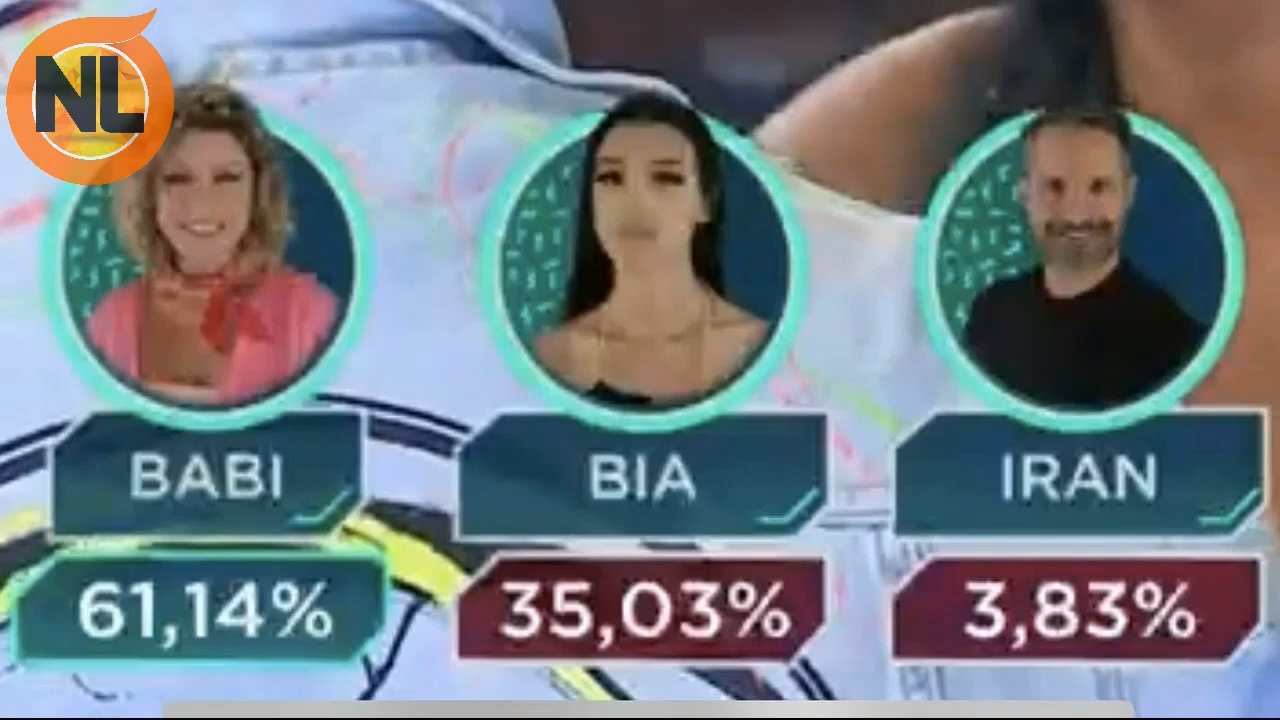 NL
BABI
BIA
IRAN
61,14%
35,03%
3,83%